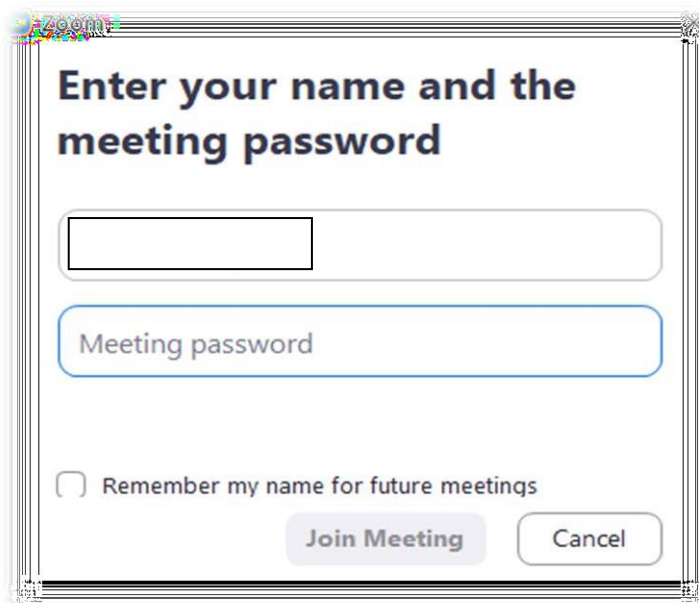 Zoom
Enter your name and the
meeting password
Meeting password
Remember my name for future meetings
Join Meeting
Cancel